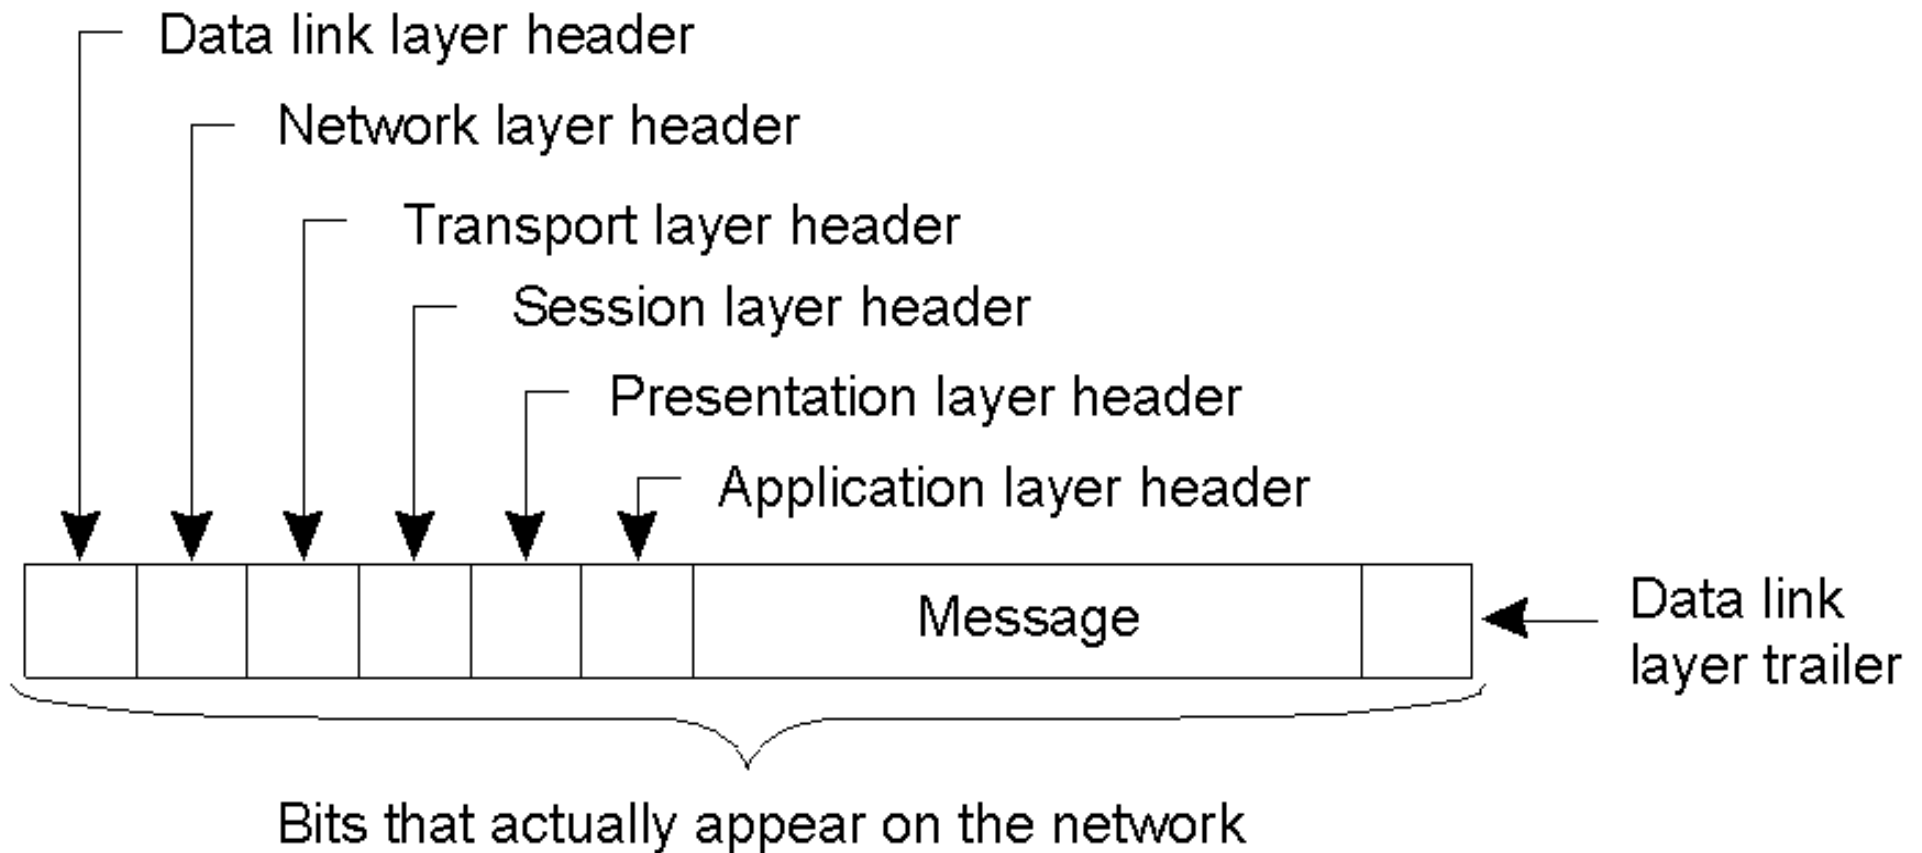 Data link layer header
Network layer header
Transport layer header
Session layer header
Presentation layer header
Application layer header
Message
Data link
layer trailer
Bits that actually appear on the network